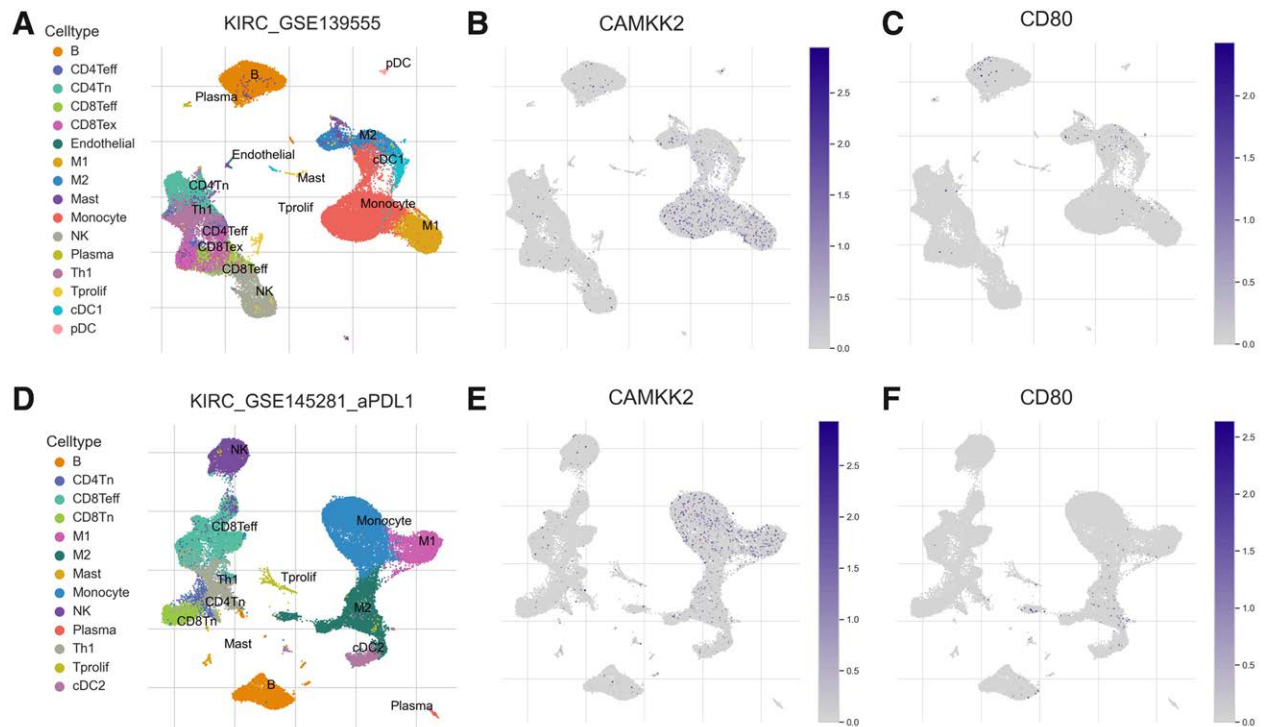 A
KIRC_GSE139555
Celltype
B
CD4Teff
CD4Tn
CD8Teff
CD8Tex
Endothelial
M1
M2
Mast
Monocyte
NK
Plasma
Th1
Tprolif
cDC1
pDC
B
pDC
Plasma
M2
Endothelial
cDC1
Mast
CD4Tn
Tprolif
Monocyte
Th1
M1
CD4Teff
CD8Tex
CD8Teff
NK
B
CAMKK2
2.5
2.0
1.5
1.0
0.5
0.0
C
CD80
2.0
1.5
1.0
0.5
0.0
D
KIRC_GSE145281_aPDL1
Celltype
B
CD4Tn
CD8Teff
CD8Tn
M1
M2
Mast
Monocyte
NK
Plasma
Th1
Tprolif
cDC2
NK
Monocyte
CD8Teff
M1
Th1
Tprolif
CD4Tn
M2
CD8Tn
Mast
cDC2
B
Plasma
E
CAMKK2
2.5
2.0
1.5
1.0
0.5
0.0
F
CD80
2.5
2.0
1.5
1.0
0.5
0.0